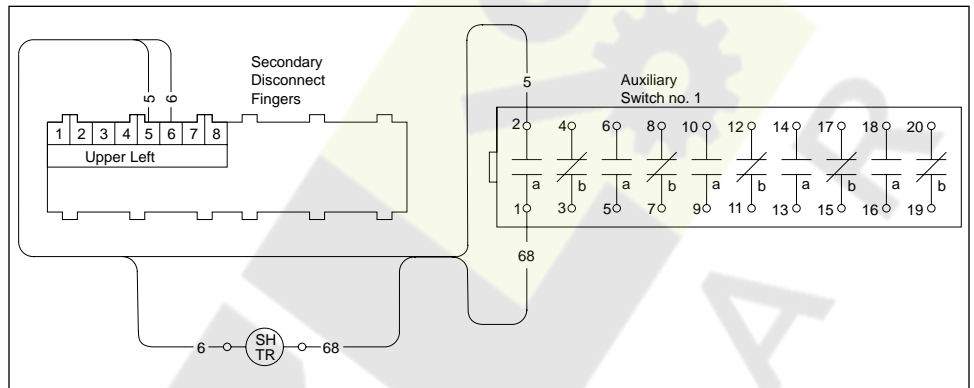 Secondary
Disconnect
Fingers
5
6
1 2 3 4 5 6 7 8
Upper Left
5
Auxiliary
Switch no. 1
2 4 6 8 10 12 14 17 18 20
a b a b a b a b a b
1 3 5 7 9 11 13 15 16 19
68
6
SH
TR
68